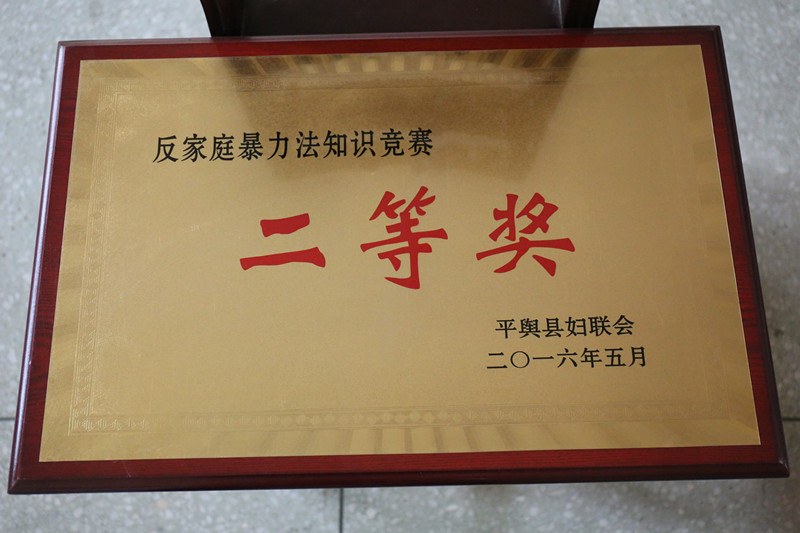 反家庭暴力法知识竞赛
二等奖
平舆县妇联会
二〇一六年五月